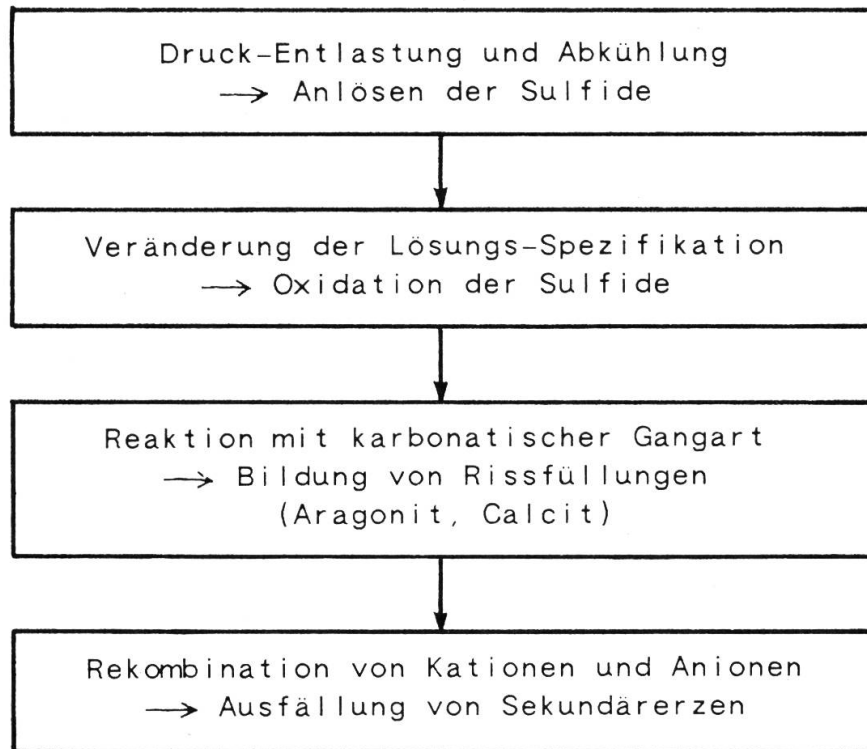 Druck-Entlastung und Abkühlung
→ Anlösen der Sulfide
Veränderung der Lösungs-Spezifikation
→ Oxidation der Sulfide
Reaktion mit karbonatischer Gangart
→ Bildung von Rissfüllungen
(Aragonit, Calcit)
Rekombination von Kationen und Anionen
→ Ausfällung von Sekundärerzen